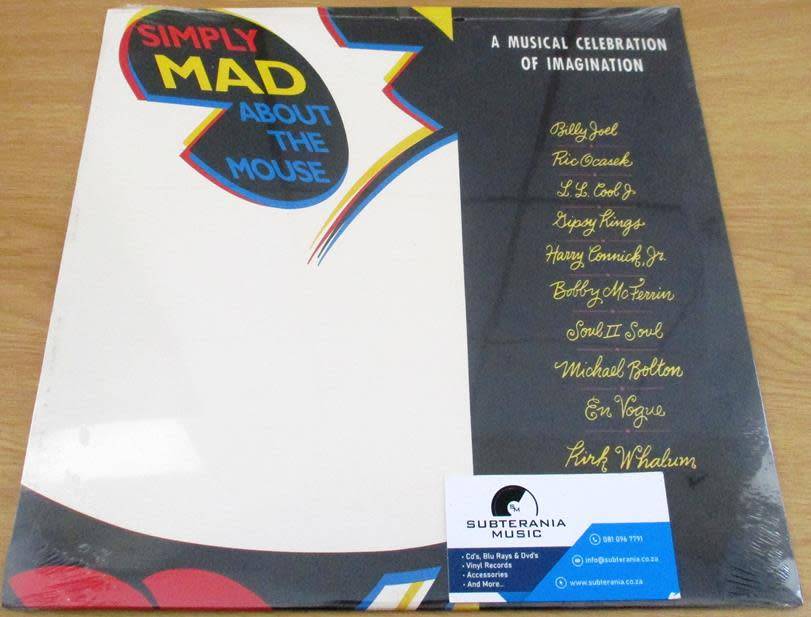 SIMPLY
MAD
ABOUT
THE
MOUSE
A MUSICAL CELEBRATION
OF IMAGINATION
Billy Joel
Ric Ocasek
L.L. Cool J
Gipsy Kings
Harry Connick, Jr.
Bobby McFerrin
Soul II Soul
Michael Bolton
En Vogue
Kirk Whalum
SM
SUBTERANIA
MUSIC
• Cd's, Blu Rays & Dvd's
• Vinyl Records
• Accessories
• And More...
081 096 7791
info@subterania.co.za
www.subterania.co.za